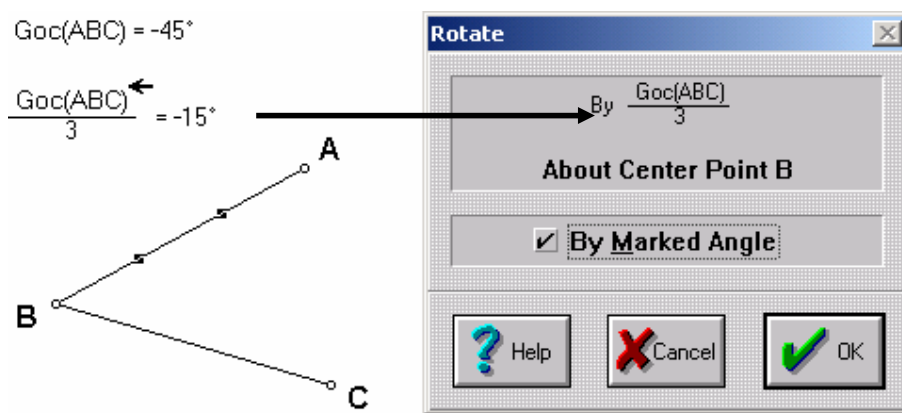 Goc(ABC) = -45°
Goc(ABC)
3
= -15°
A
B
C
Rotate
By Goc(ABC)
3
About Center Point B
By Marked Angle
Help
Cancel
OK